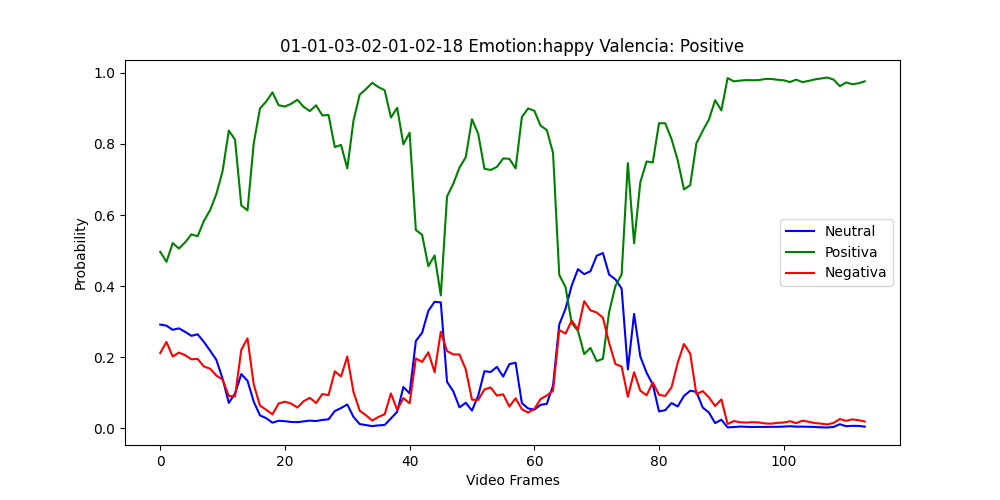 01-01-03-02-01-02-18 Emotion:happy Valencia: Positive
Probability
1.0
0.8
0.6
0.4
0.2
0.0
Neutral
Positiva
Negativa
0 20 40 60 80 100
Video Frames